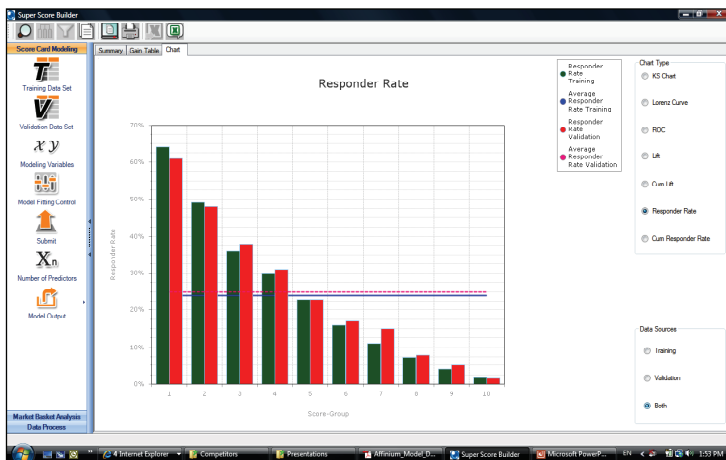 Super Score Builder
Score Card Modeling
Training Data Set
Validation Data Set
x y
Modeling Variables
Model Fitting Control
Submit
Xn
Number of Predictors
Model Output
Market Basket Analysis
Data Process
Summary
Gain Table
Chart
Responder Rate
Responder Rate Training
Average Responder Rate Training
Responder Rate Validation
Average Responder Rate Validation
70%
60%
50%
40%
30%
20%
10%
0%
Responder Rate
1 2 3 4 5 6 7 8 9 10
Score-Group
Chart Type
KS Chart
Lorenz Curve
ROC
Lift
Cum Lift
Responder Rate
Cum Responder Rate
Data Sources
Training
Validation
Both
4 Internet Explorer
Competitors
Presentations
Affinium_Model_D...
Super Score Builder
Microsoft PowerP...
EN
1:53 PM